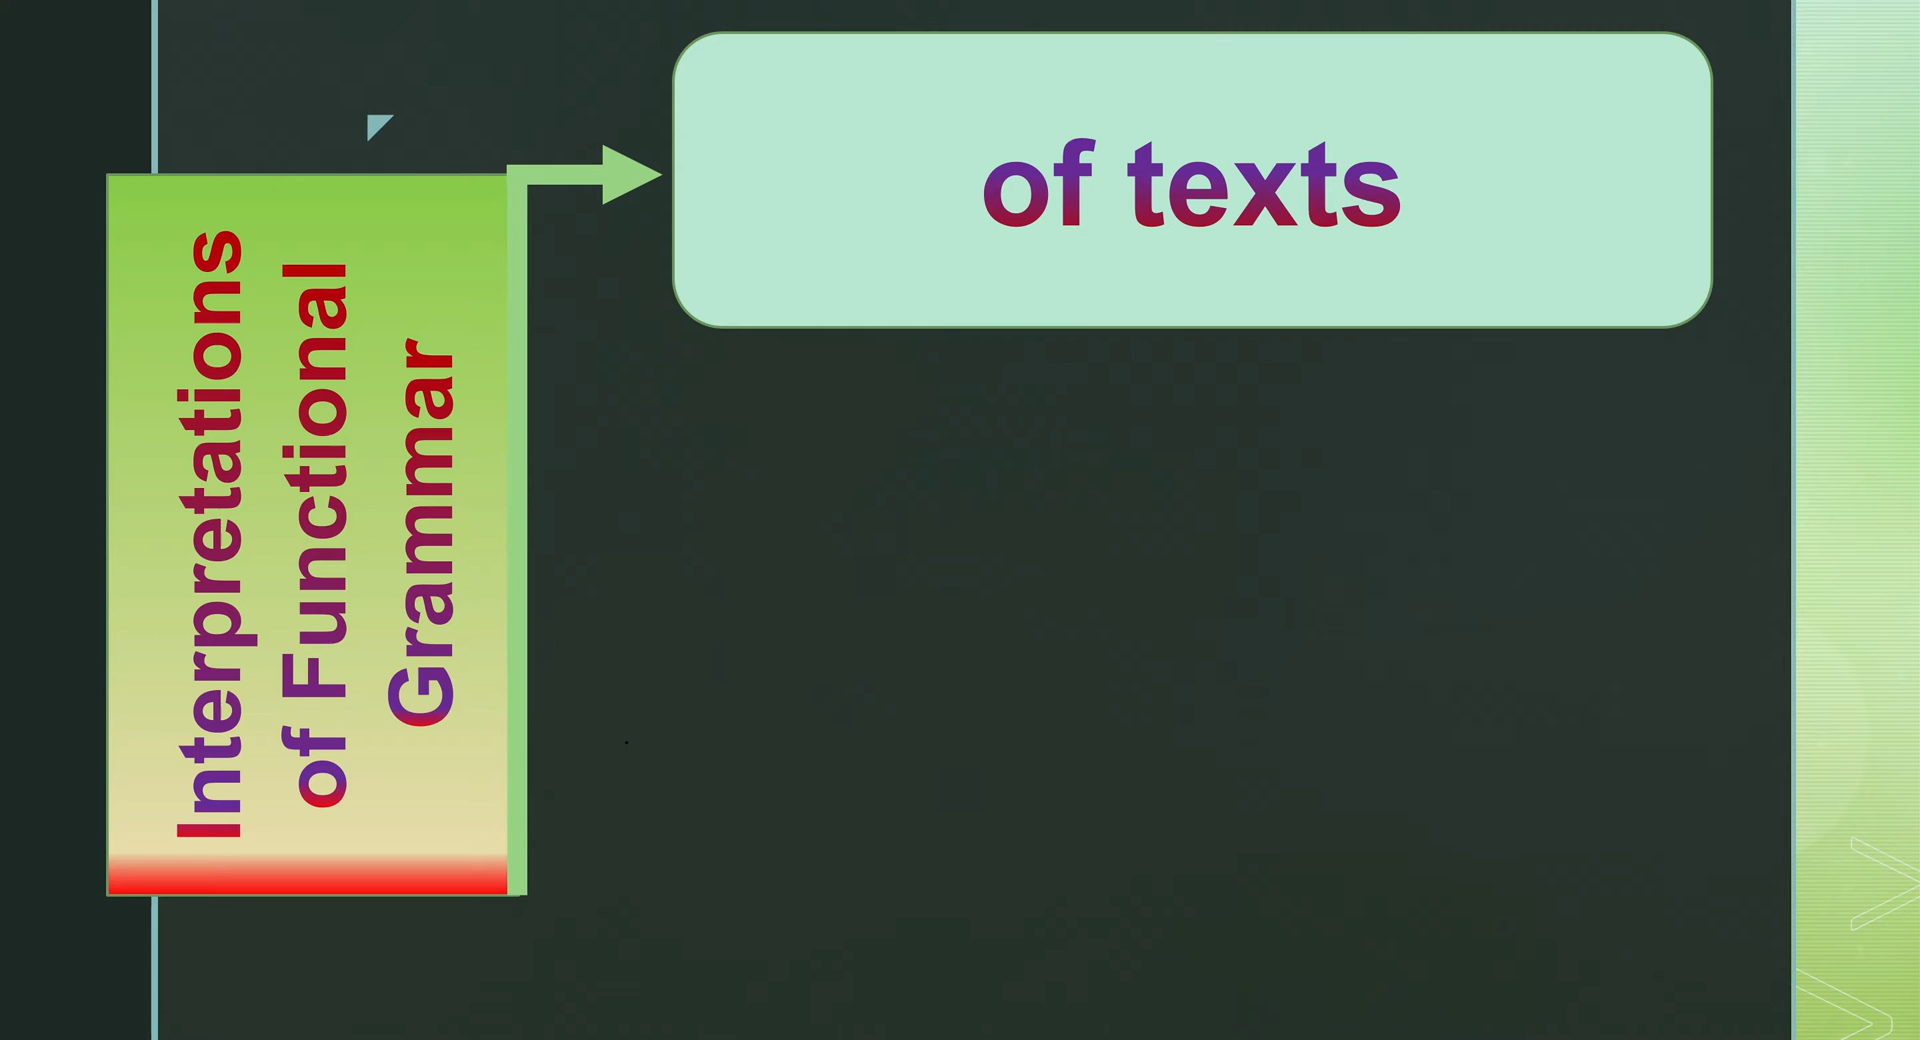 Interpretations
of Functional
Grammar
of texts